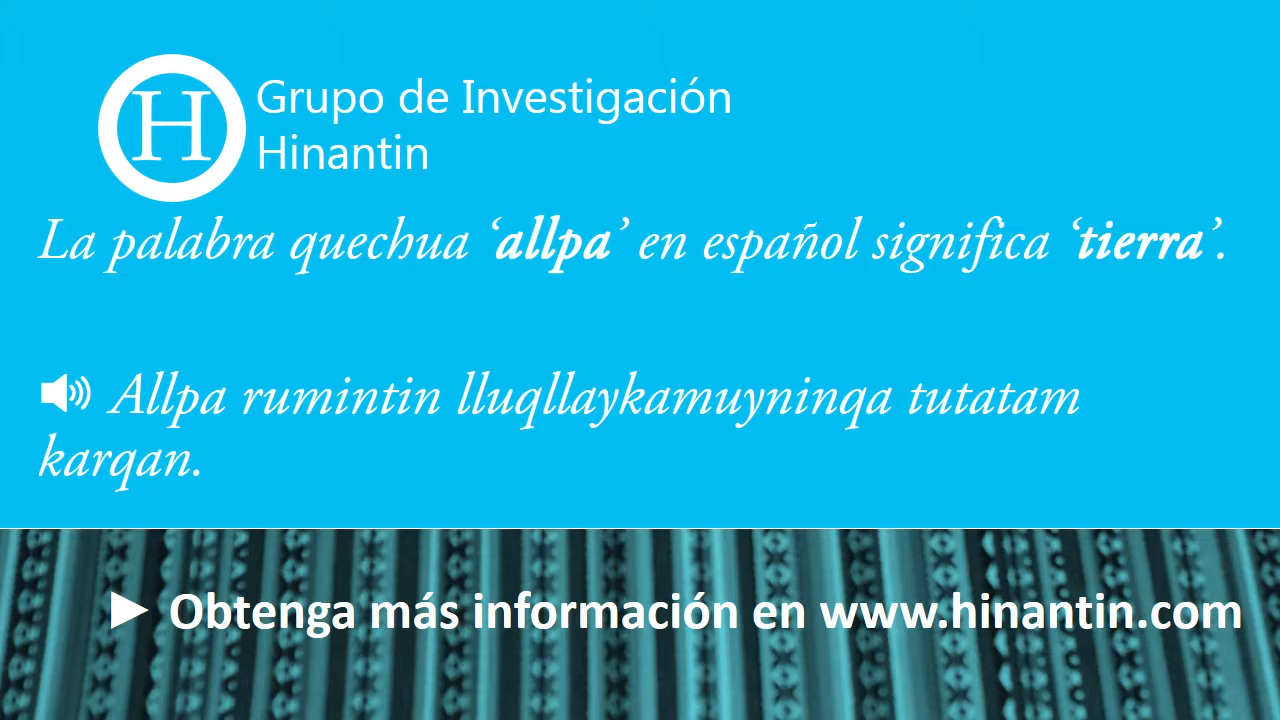 H
Grupo de Investigación
Hinantin
La palabra quechua ‘allpa’ en español significa ‘tierra’.
Allpa rumintin lluqllaykamuyninqa tutatam
karqan.
Obtenga más información en www.hinantin.com